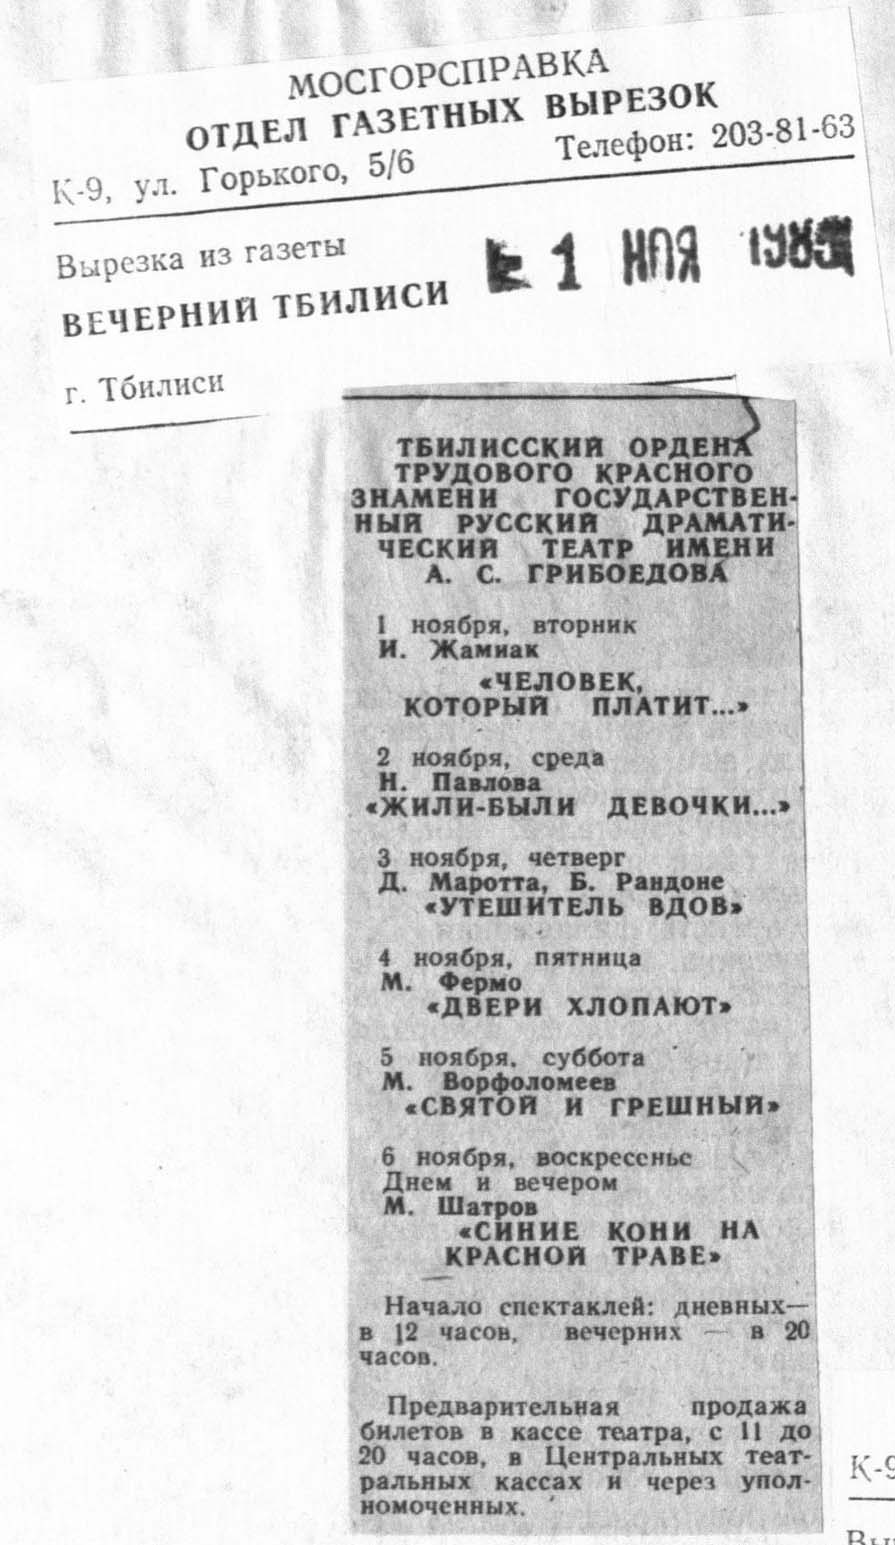 МОСГОРСПРАВКА
ОТДЕЛ ГАЗЕТНЫХ ВЫРЕЗОК
К-9, ул. Горького, 5/6 Телефон: 203-81-63
Вырезка из газеты
ВЕЧЕРНИЙ ТБИЛИСИ
1 НОЯ
г. Тбилиси
ТБИЛИССКИЙ ОРДЕНА
ТРУДОВОГО КРАСНОГО
ЗНАМЕНИ ГОСУДАРСТВЕН-
НЫЙ РУССКИЙ ДРАМАТИ-
ЧЕСКИЙ ТЕАТР ИМЕНИ
А. С. ГРИБОЕДОВА
1 ноября, вторник
И. Жамиак
«ЧЕЛОВЕК,
КОТОРЫЙ ПЛАТИТ...»
2 ноября, среда
Н. Павлова
«ЖИЛИ-БЫЛИ ДЕВОЧКИ...»
3 ноября, четверг
Д. Маротта, Б. Рандоне
«УТЕШИТЕЛЬ ВДОВ»
4 ноября, пятница
М. Фермо
«ДВЕРИ ХЛОПАЮТ»
5 ноября, суббота
М. Ворфоломеев
«СВЯТОЙ И ГРЕШНЫЙ»
6 ноября, воскресенье
Днем и вечером
М. Шатров
«СИНИЕ КОНИ НА
КРАСНОЙ ТРАВЕ»
Начало спектаклей: дневных—
в 12 часов, вечерних — в 20
часов.
Предварительная продажа
билетов в кассе театра, с 11 до
20 часов, в Центральных теат-
ральных кассах и через упол-
номоченных.
К-9